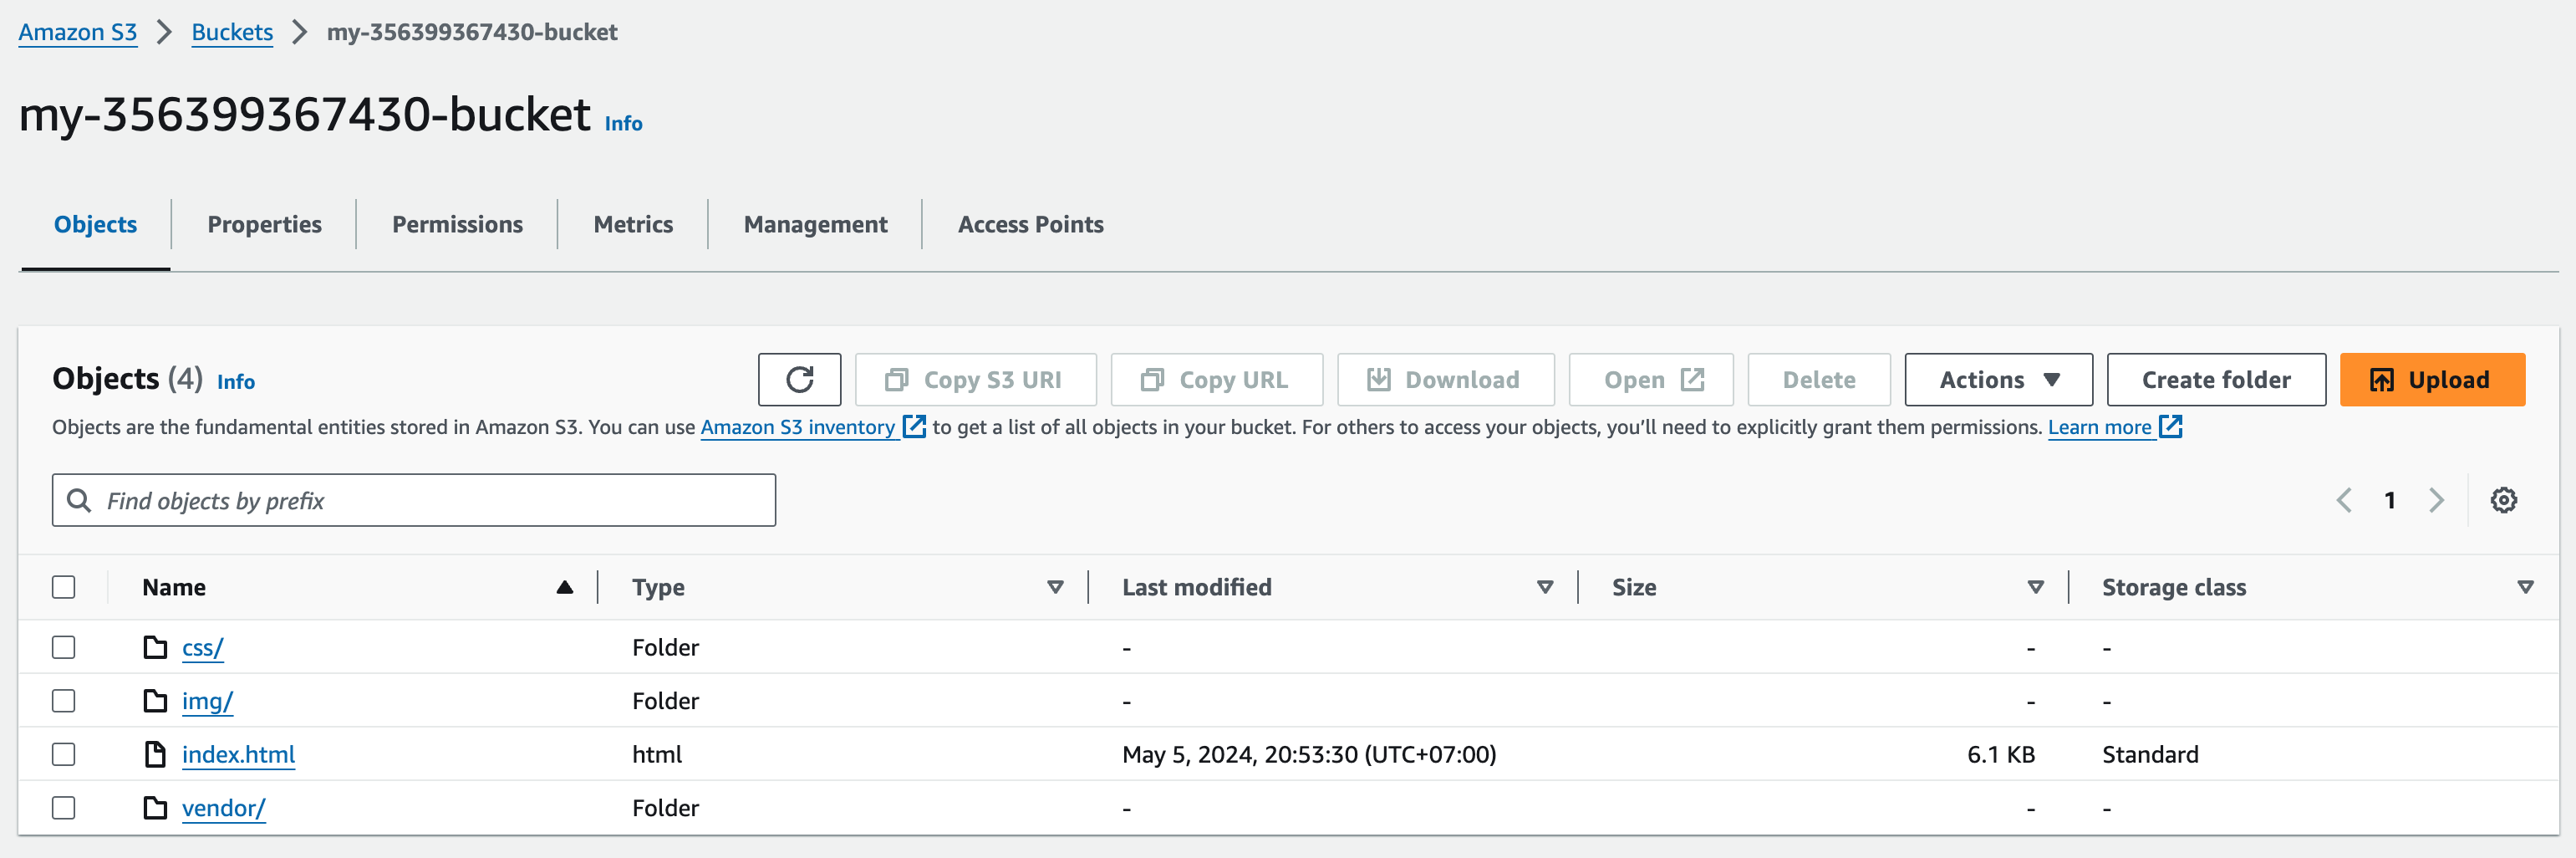 Amazon S3 > Buckets > my-356399367430-bucket
my-356399367430-bucket Info
Objects Properties Permissions Metrics Management Access Points
Objects (4) Info Copy S3 URI Copy URL Download Open Delete Actions Create folder Upload
Objects are the fundamental entities stored in Amazon S3. You can use Amazon S3 inventory to get a list of all objects in your bucket. For others to access your objects, you’ll need to explicitly grant them permissions. Learn more
Find objects by prefix 1
Name Type Last modified Size Storage class
css/ Folder - - -
img/ Folder - - -
index.html html May 5, 2024, 20:53:30 (UTC+07:00) 6.1 KB Standard
vendor/ Folder - - -